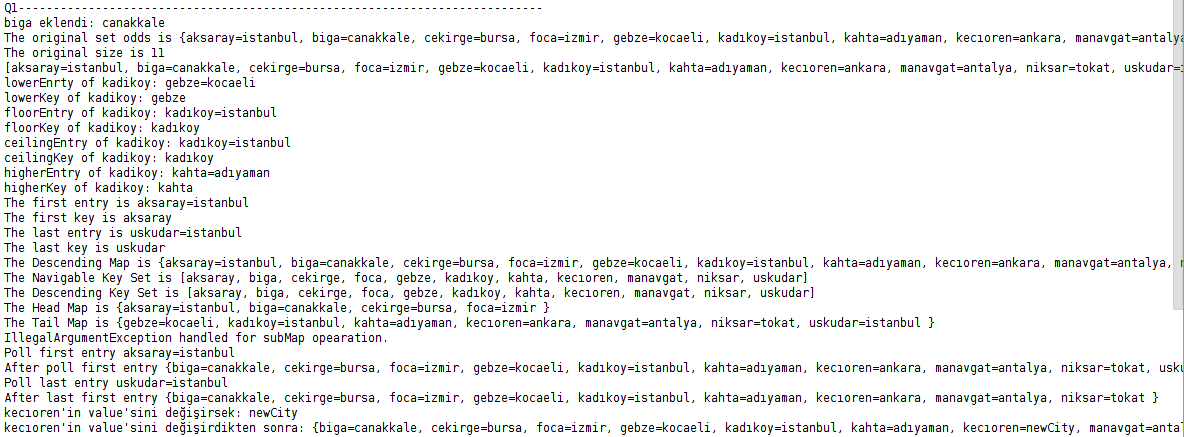 Q1---------------------------------------------------------------------------
biga eklendi: canakkale
The original set odds is {aksaray=istanbul, biga=canakkale, cekirge=bursa, foca=izmir, gebze=kocaeli, kadıkoy=istanbul, kahta=adıyaman, kecıoren=ankara, manavgat=antalya
The original size is 11
[aksaray=istanbul, biga=canakkale, cekirge=bursa, foca=izmir, gebze=kocaeli, kadıkoy=istanbul, kahta=adıyaman, kecıoren=ankara, manavgat=antalya, niksar=tokat, uskudar=i
lowerEnrty of kadikoy: gebze=kocaeli
lowerKey of kadikoy: gebze
floorEntry of kadikoy: kadıkoy=istanbul
floorKey of kadikoy: kadıkoy
ceilingEntry of kadikoy: kadıkoy=istanbul
ceilingKey of kadikoy: kadıkoy
higherEntry of kadikoy: kahta=adıyaman
higherKey of kadikoy: kahta
The first entry is aksaray=istanbul
The first key is aksaray
The last entry is uskudar=istanbul
The last key is uskudar
The Descending Map is {aksaray=istanbul, biga=canakkale, cekirge=bursa, foca=izmir, gebze=kocaeli, kadıkoy=istanbul, kahta=adıyaman, kecıoren=ankara, manavgat=antalya,
The Navigable Key Set is [aksaray, biga, cekirge, foca, gebze, kadıkoy, kahta, kecıoren, manavgat, niksar, uskudar]
The Descending Key Set is [aksaray, biga, cekirge, foca, gebze, kadıkoy, kahta, kecıoren, manavgat, niksar, uskudar]
The Head Map is {aksaray=istanbul, biga=canakkale, cekirge=bursa, foca=izmir }
The Tail Map is {gebze=kocaeli, kadıkoy=istanbul, kahta=adıyaman, kecıoren=ankara, manavgat=antalya, niksar=tokat, uskudar=istanbul }
IllegalArgumentException handled for subMap opearation.
Poll first entry aksaray=istanbul
After poll first entry {biga=canakkale, cekirge=bursa, foca=izmir, gebze=kocaeli, kadıkoy=istanbul, kahta=adıyaman, kecıoren=ankara, manavgat=antalya, niksar=tokat, usku
Poll last entry uskudar=istanbul
After last first entry {biga=canakkale, cekirge=bursa, foca=izmir, gebze=kocaeli, kadıkoy=istanbul, kahta=adıyaman, kecıoren=ankara, manavgat=antalya, niksar=tokat }
kecıoren'in value'sini değişirsek: newCity
kecıoren'in value'sini değişirdikten sonra: {biga=canakkale, cekirge=bursa, foca=izmir, gebze=kocaeli, kadıkoy=istanbul, kahta=adıyaman, kecıoren=newCity, manavgat=anta